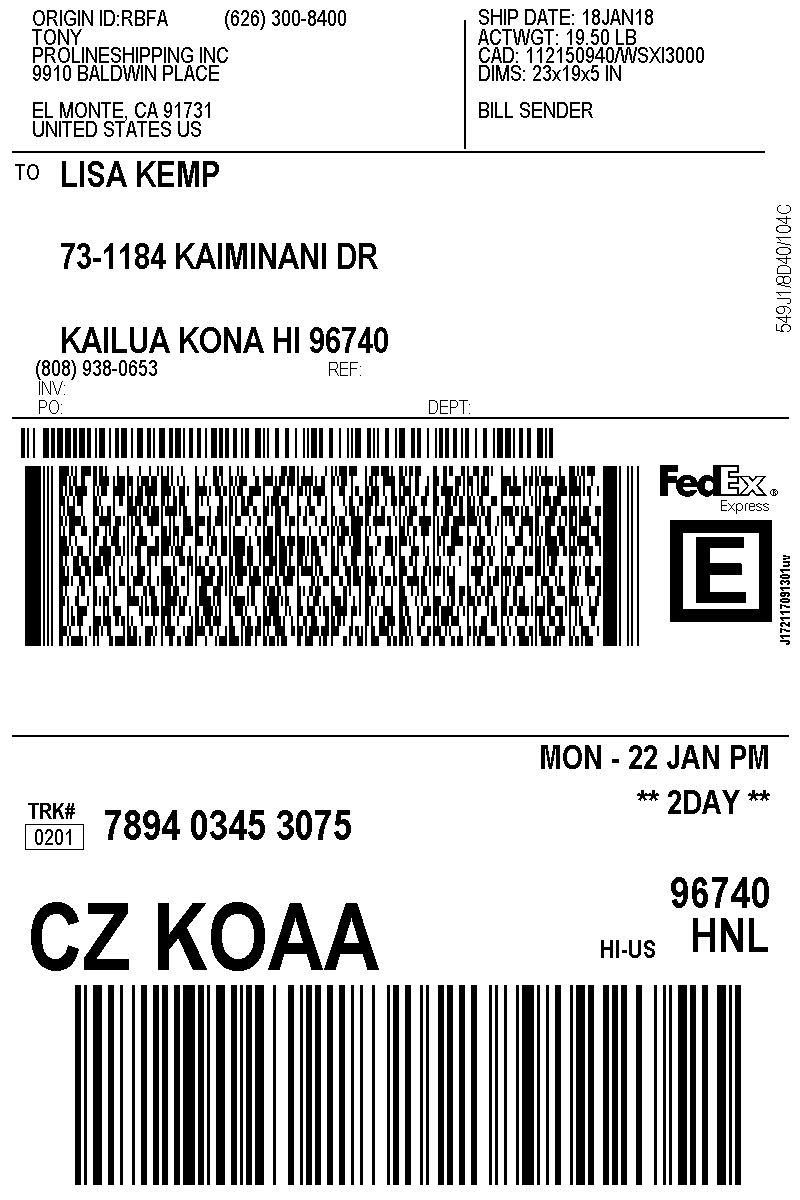 ORIGIN ID:RBFA (626) 300-8400
TONY
PROLINESHIPPING INC
9910 BALDWIN PLACE
EL MONTE, CA 91731
UNITED STATES US
SHIP DATE: 18JAN18
ACTWGT: 19.50 LB
CAD: 112150940/WSXI3000
DIMS: 23x19x5 IN
BILL SENDER
TO LISA KEMP
73-1184 KAIMINANI DR
KAILUA KONA HI 96740
(808) 938-0653 REF:
INV:
PO: DEPT:
549J1/8D40/104C
FedEx®
Express
E
J172117091301uv
MON - 22 JAN PM
** 2DAY **
TRK#
0201
7894 0345 3075
96740
CZ KOAA
HI-US HNL